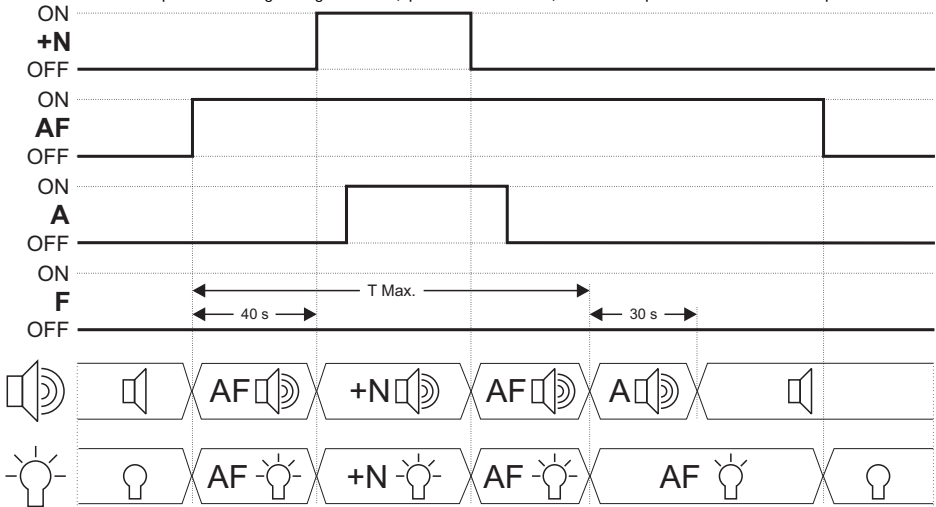 ON
+N
OFF
ON
AF
OFF
ON
A
OFF
ON
F
OFF
T Max.
40 s
30 s
AF +N AF A
AF +N AF AF